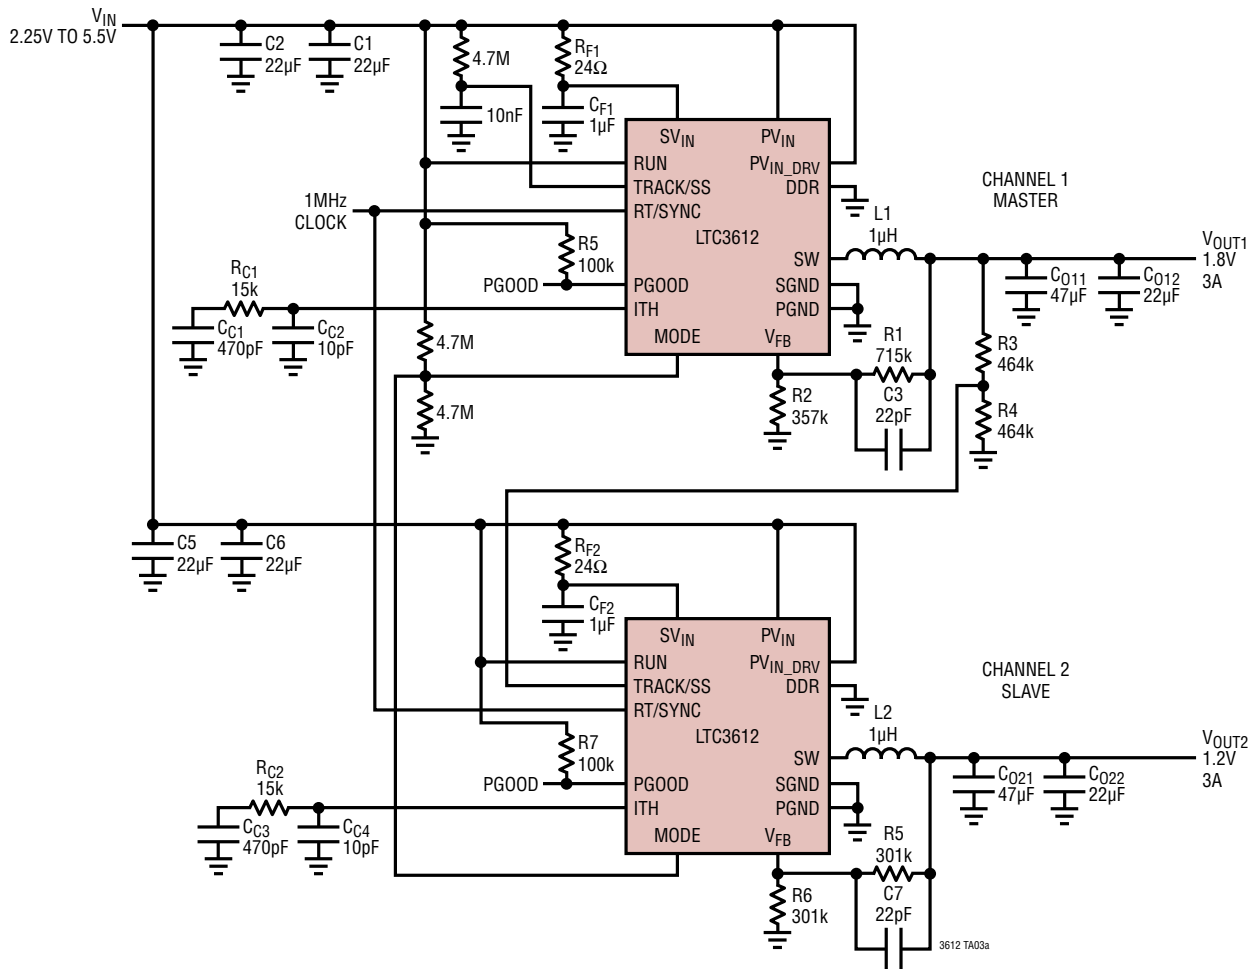 VIN
2.25V TO 5.5V
C2
22µF
C1
22µF
4.7M
10nF
RF1
24Ω
CF1
1µF
SVIN
PVIN
RUN
PVIN_DRV
TRACK/SS
DDR
1MHz
CLOCK
RT/SYNC
LTC3612
CHANNEL 1
MASTER
L1
1µH
SW
VOUT1
1.8V
3A
R5
100k
PGOOD
PGOOD
SGND
ITH
PGND
MODE
VFB
RC1
15k
CC1
470pF
CC2
10pF
CO11
47µF
CO12
22µF
4.7M
4.7M
R1
715k
C3
22pF
R2
357k
R3
464k
R4
464k
C5
22µF
C6
22µF
RF2
24Ω
CF2
1µF
SVIN
PVIN
RUN
PVIN_DRV
TRACK/SS
DDR
RT/SYNC
LTC3612
CHANNEL 2
SLAVE
L2
1µH
SW
VOUT2
1.2V
3A
R7
100k
PGOOD
PGOOD
SGND
ITH
PGND
MODE
VFB
RC2
15k
CC3
470pF
CC4
10pF
CO21
47µF
CO22
22µF
R5
301k
C7
22pF
R6
301k
3612 TA03a